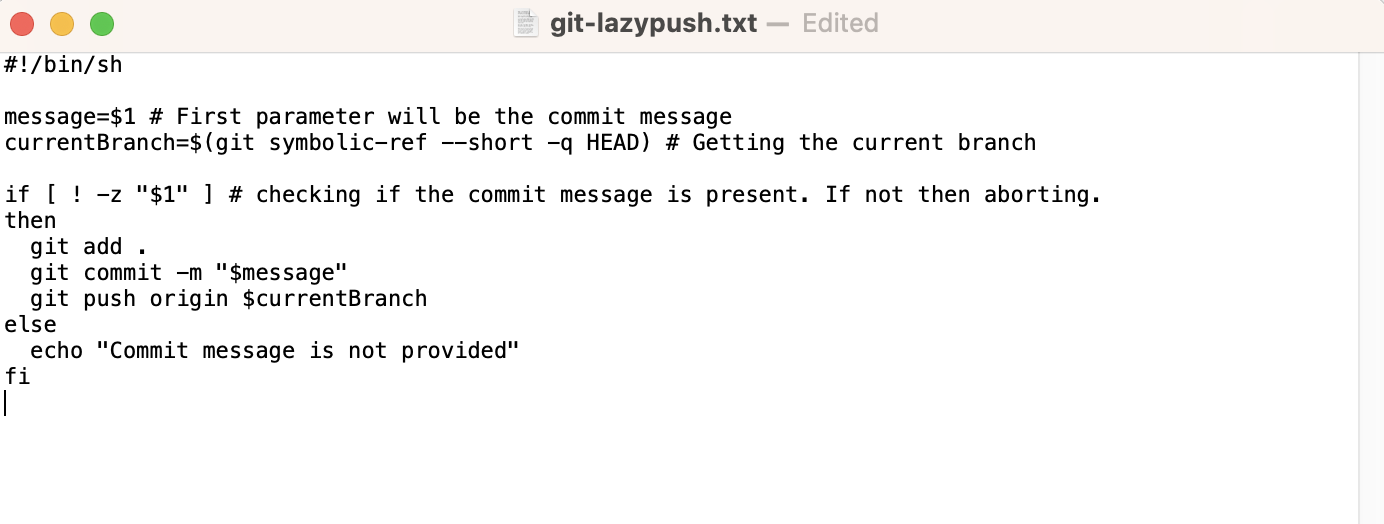 git-lazypush.txt — Edited
#!/bin/sh
message=$1 # First parameter will be the commit message
currentBranch=$(git symbolic-ref --short -q HEAD) # Getting the current branch
if [ ! -z "$1" ] # checking if the commit message is present. If not then aborting.
then
  git add .
  git commit -m "$message"
  git push origin $currentBranch
else
  echo "Commit message is not provided"
fi